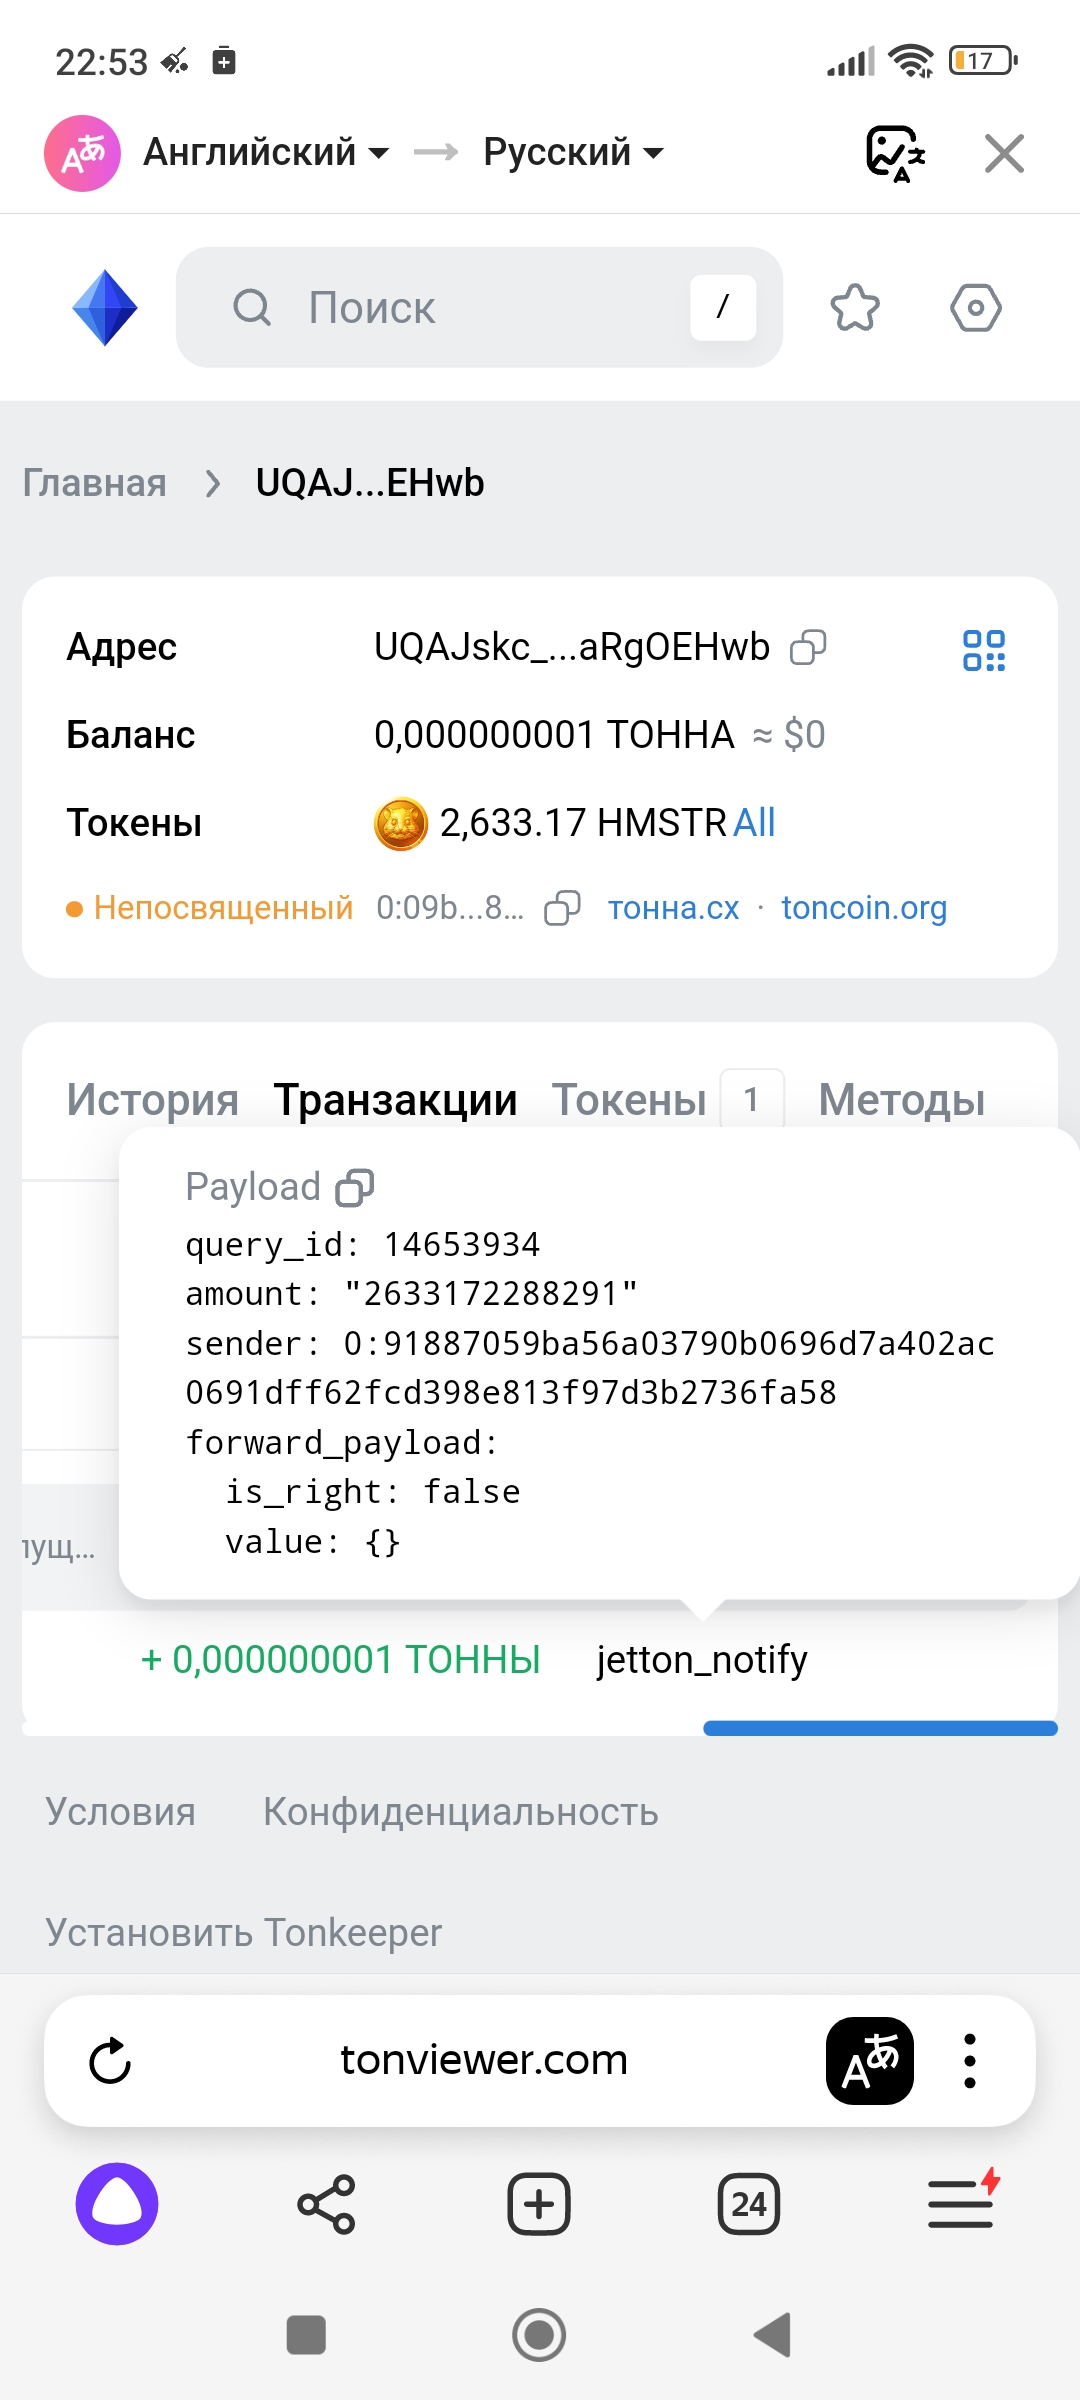 22:53
17
Английский → Русский
Поиск /
Главная > UQAJ...EHwb
Адрес UQAJskc_...aRgOEHwb
Баланс 0,000000001 ТОННА ≈ $0
Токены 2,633.17 HMSTR All
Непосвященный 0:09b...8... тонна.cx · toncoin.org
История Транзакции Токены 1 Методы
Payload
query_id: 14653934
amount: "2633172288291"
sender: 0:91887059ba56a03790b0696d7a402ac
0691dff62fcd398e813f97d3b2736fa58
forward_payload:
is_right: false
value: {}
+ 0,000000001 ТОННЫ jetton_notify
Условия Конфиденциальность
Установить Tonkeeper
tonviewer.com
24